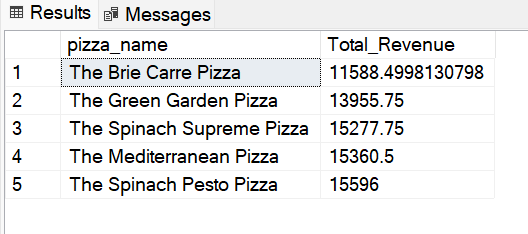 Results Messages
pizza_name Total_Revenue
1 The Brie Carre Pizza 11588.4998130798
2 The Green Garden Pizza 13955.75
3 The Spinach Supreme Pizza 15277.75
4 The Mediterranean Pizza 15360.5
5 The Spinach Pesto Pizza 15596